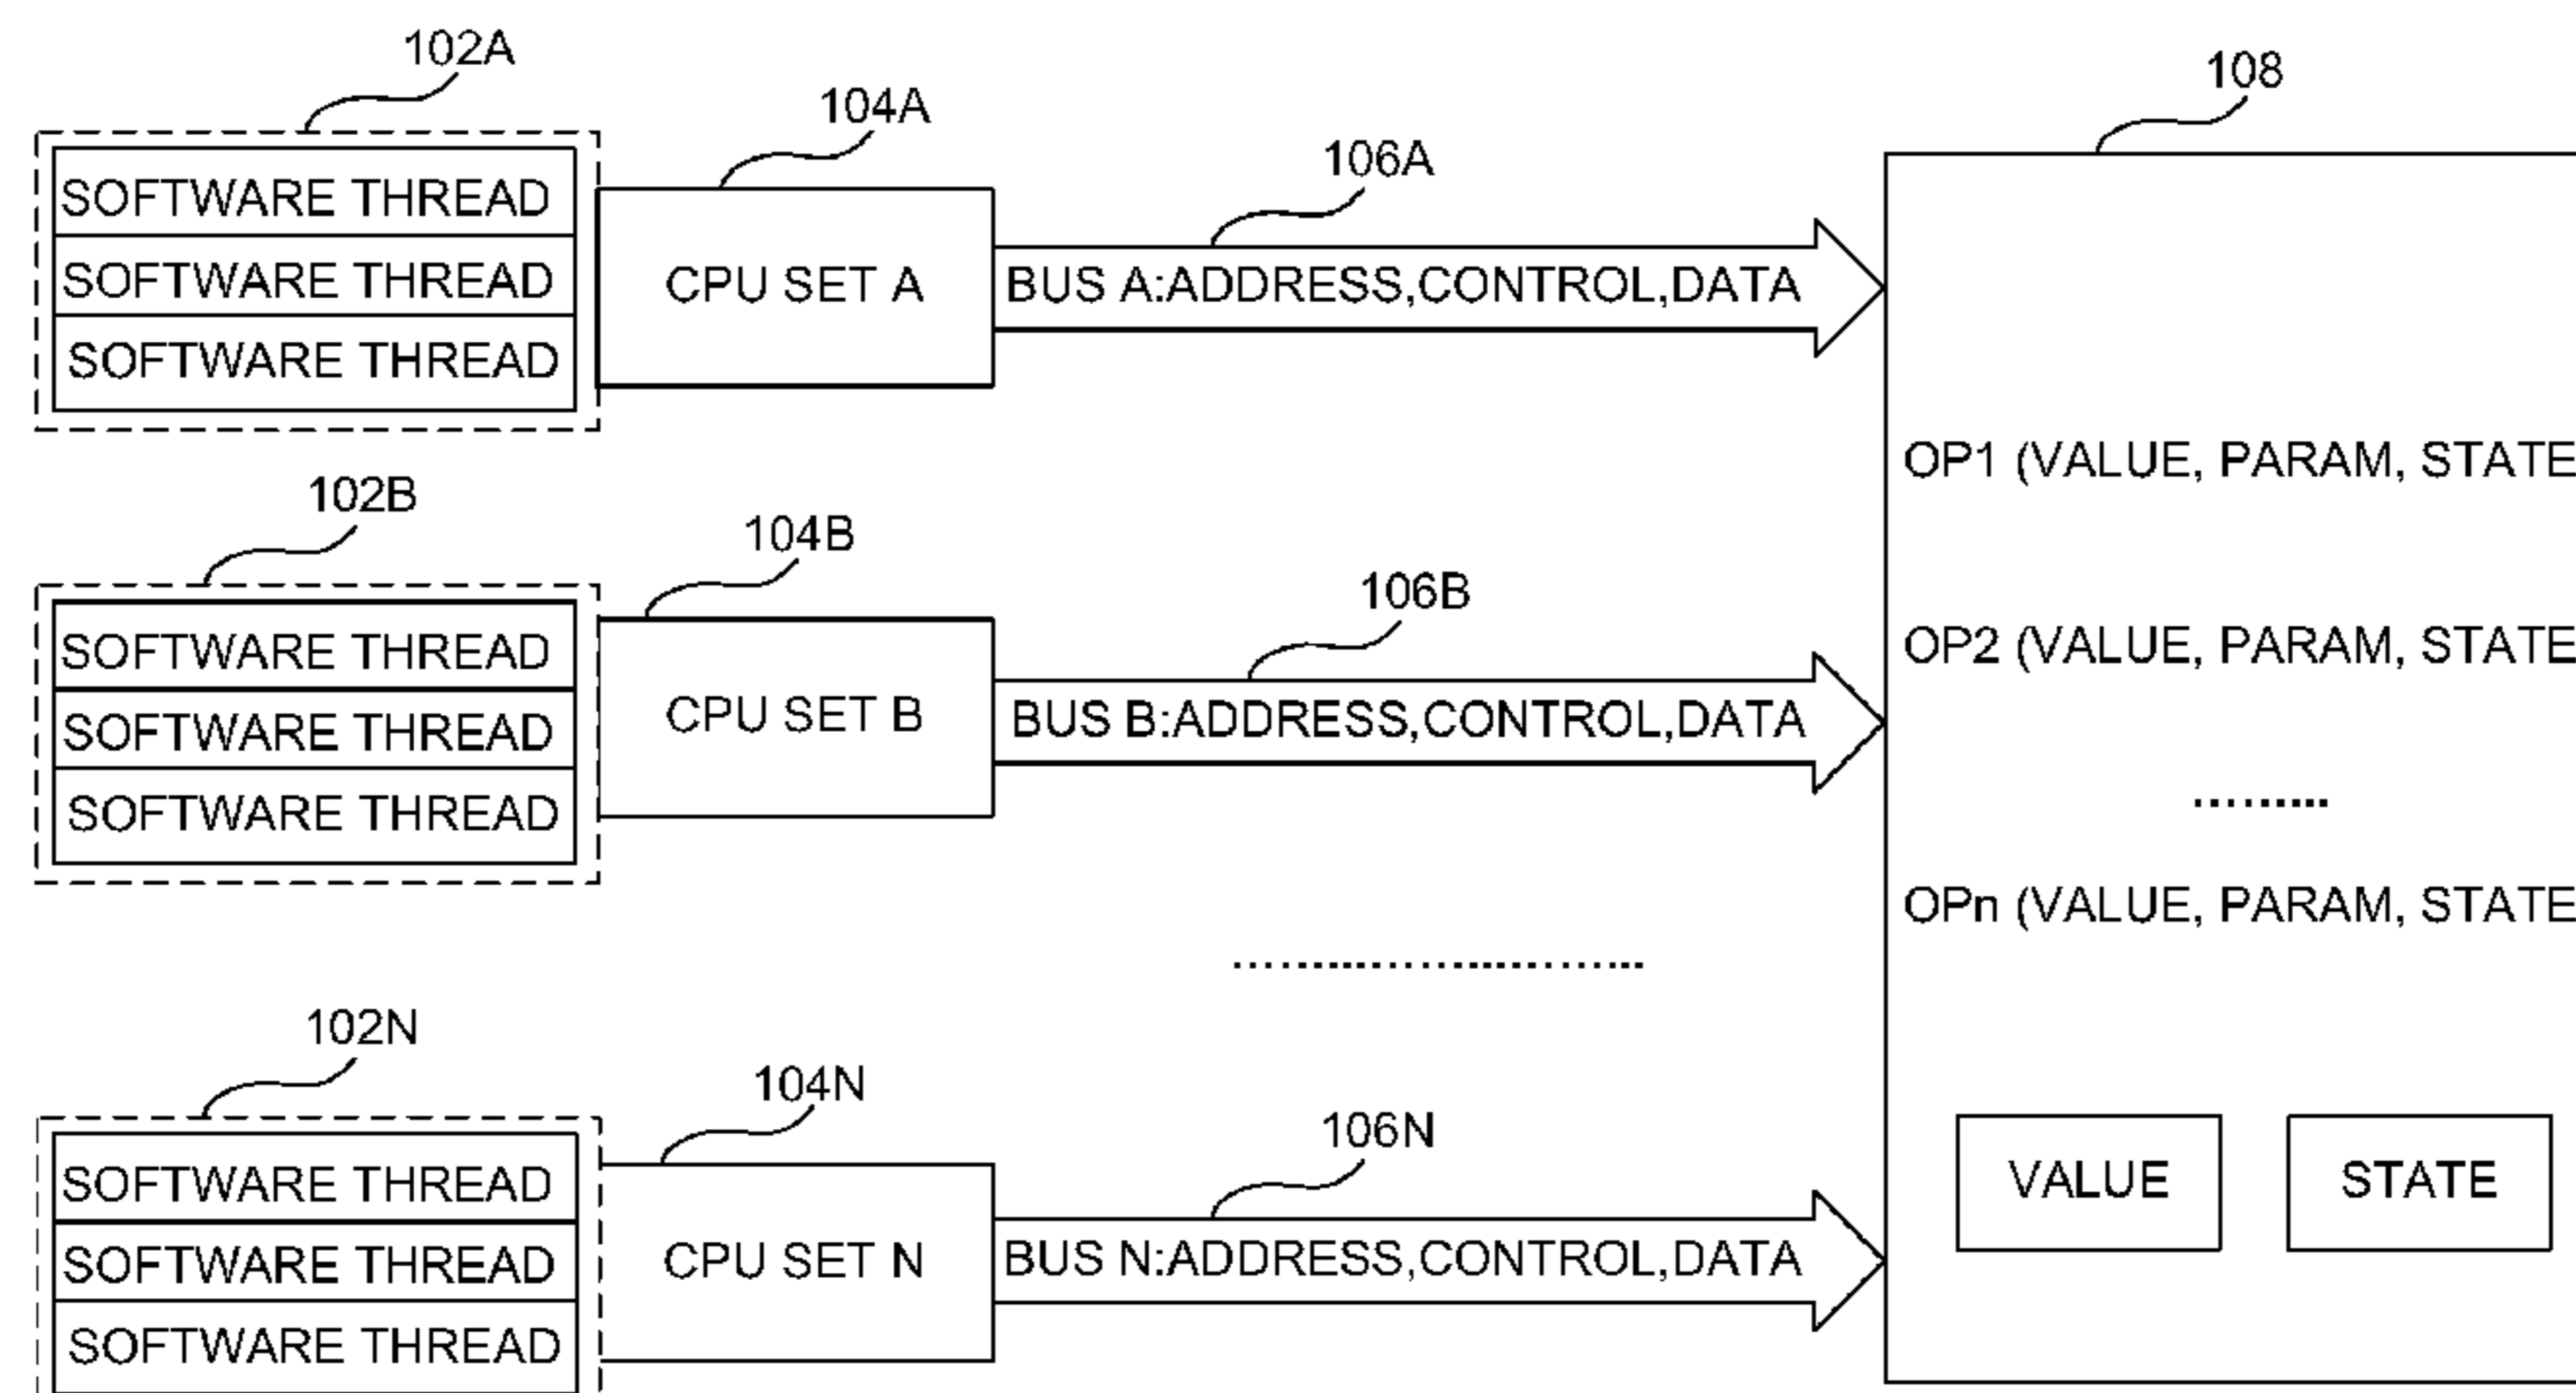 102A
104A
106A
108
SOFTWARE THREAD
SOFTWARE THREAD
SOFTWARE THREAD
CPU SET A
BUS A:ADDRESS,CONTROL,DATA
OP1 (VALUE, PARAM, STATE
102B
104B
106B
SOFTWARE THREAD
SOFTWARE THREAD
SOFTWARE THREAD
CPU SET B
BUS B:ADDRESS,CONTROL,DATA
OP2 (VALUE, PARAM, STATE
.........
OPn (VALUE, PARAM, STATE
..........................
102N
104N
106N
SOFTWARE THREAD
SOFTWARE THREAD
SOFTWARE THREAD
CPU SET N
BUS N:ADDRESS,CONTROL,DATA
VALUE
STATE